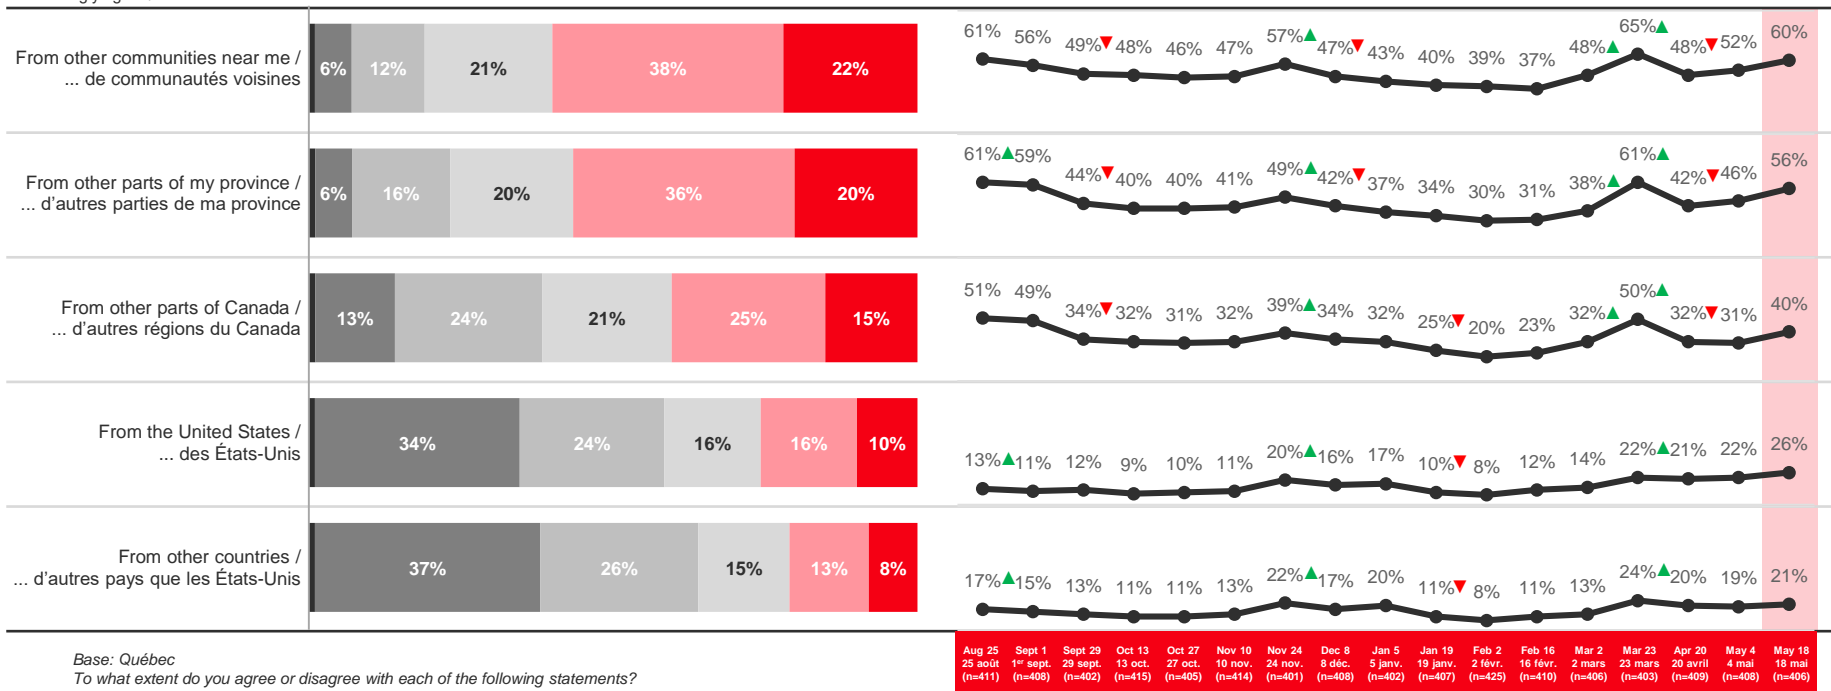 From other communities near me /
... de communautés voisines
6% 12% 21% 38% 22%
61% 56% 49% 48% 46% 47% 57% 47% 43% 40% 39% 37% 48% 65% 48% 52% 60%
From other parts of my province /
... d'autres parties de ma province
6% 16% 20% 36% 20%
61% 59% 44% 40% 40% 41% 49% 42% 37% 34% 30% 31% 38% 61% 42% 46% 56%
From other parts of Canada /
... d'autres régions du Canada
13% 24% 21% 25% 15%
51% 49% 34% 32% 31% 32% 39% 34% 32% 25% 20% 23% 32% 50% 32% 31% 40%
From the United States /
... des États-Unis
34% 24% 16% 16% 10%
13% 11% 12% 9% 10% 11% 20% 16% 17% 10% 8% 12% 14% 22% 21% 22% 26%
From other countries /
... d'autres pays que les États-Unis
37% 26% 15% 13% 8%
17% 15% 13% 11% 11% 13% 22% 17% 20% 11% 8% 11% 13% 24% 20% 19% 21%
Aug 25 Sept 1 Sept 29 Oct 13 Oct 27 Nov 10 Nov 24 Dec 8 Jan 5 Jan 19 Feb 2 Feb 16 Mar 2 Mar 23 Apr 20 May 4 May 18
25 août 1er sept. 29 sept. 13 oct. 27 oct. 10 nov. 24 nov. 8 déc. 5 janv. 19 janv. 2 févr. 16 févr. 2 mars 23 mars 20 avril 4 mai 18 mai
(n=411) (n=408) (n=402) (n=415) (n=405) (n=414) (n=401) (n=408) (n=402) (n=407) (n=425) (n=410) (n=406) (n=403) (n=409) (n=408) (n=406)
Base: Québec
To what extent do you agree or disagree with each of the following statements?